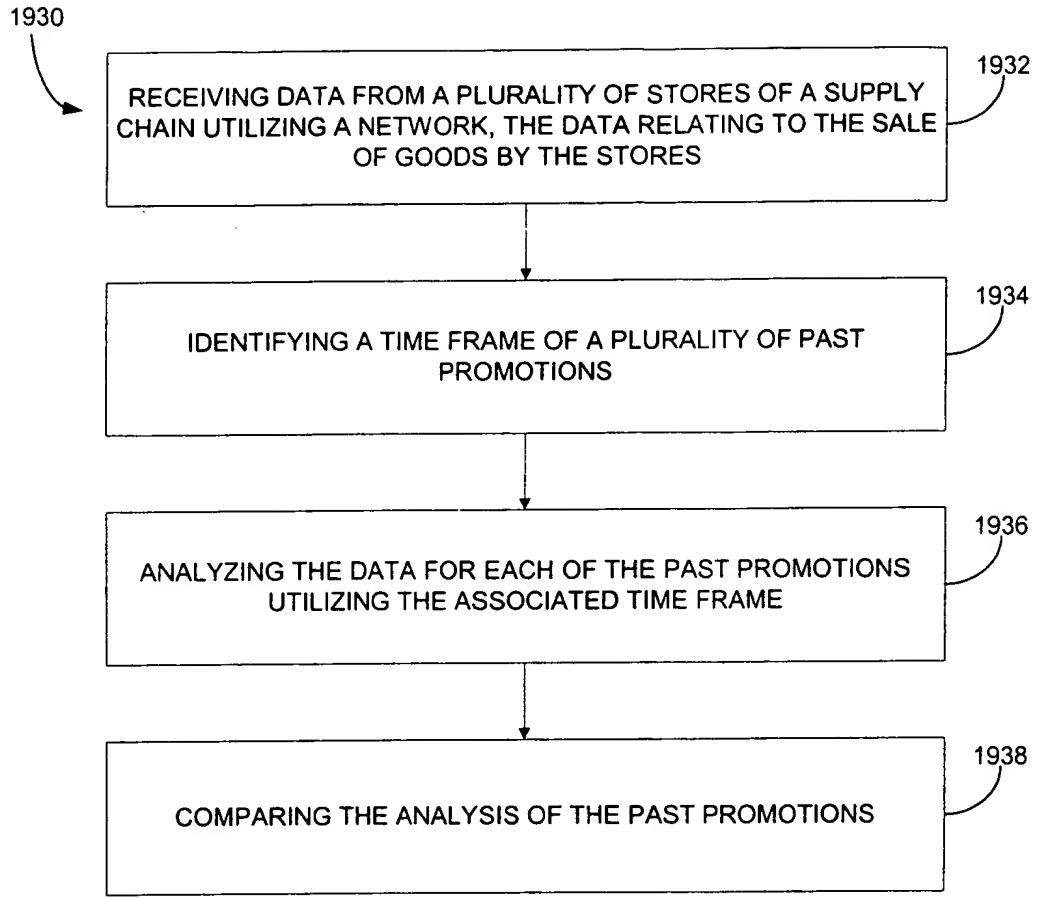 1930
1932
RECEIVING DATA FROM A PLURALITY OF STORES OF A SUPPLY
CHAIN UTILIZING A NETWORK, THE DATA RELATING TO THE SALE
OF GOODS BY THE STORES
1934
IDENTIFYING A TIME FRAME OF A PLURALITY OF PAST
PROMOTIONS
1936
ANALYZING THE DATA FOR EACH OF THE PAST PROMOTIONS
UTILIZING THE ASSOCIATED TIME FRAME
1938
COMPARING THE ANALYSIS OF THE PAST PROMOTIONS